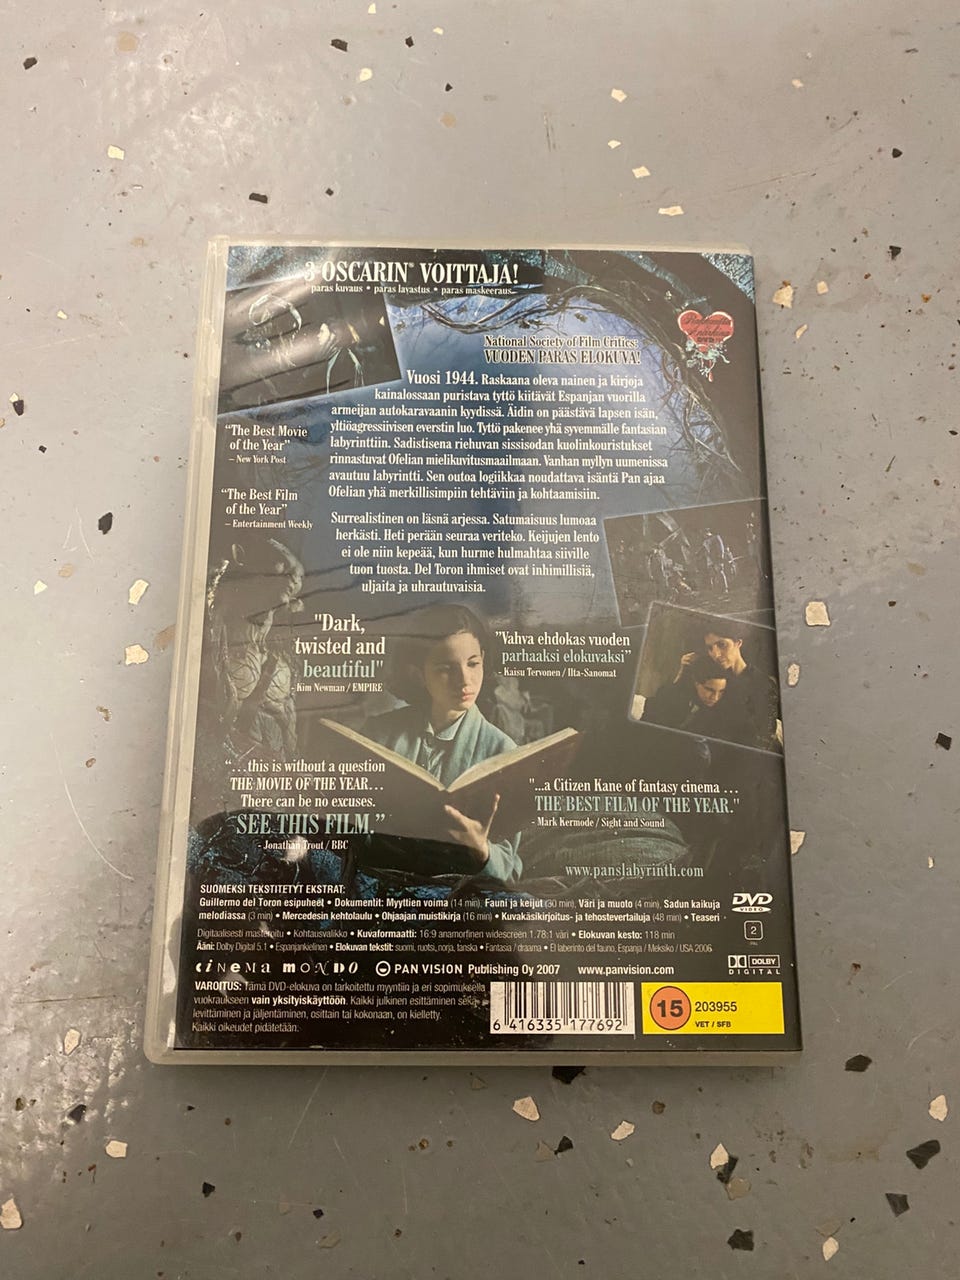 3 OSCARIN® VOITTAJA!
paras kuvaus • paras lavastus • paras maskeeraus
National Society of Film Critics:
VUODEN PARAS ELOKUVA!
Vuosi 1944. Raskaana oleva nainen ja kirjoja
kainalossaan puristava tyttö kiitävät Espanjan vuorilla
armeijan autokaravaanin kyydissä. Äidin on päästävä lapsen isän,
yltiöagressiivisen everstin luo. Tyttö pakenee yhä syvemmälle fantasian
labyrinttiin. Sadistisena riehuvan sissisodan kuolinkouristukset
rinnastuvat Ofelian mielikuvitusmaailmaan. Vanhan myllyn uumenissa
avautuu labyrintti. Sen outoa logiikkaa noudattava isäntä Pan ajaa
Ofelian yhä merkillisimpiin tehtäviin ja kohtaamisiin.
"The Best Movie
of the Year"
– New York Post
"The Best Film
of the Year"
– Entertainment Weekly
Surrealistinen on läsnä arjessa. Satumaisuus lumoaa
herkästi. Heti perään seuraa veriteko. Keijujen lento
ei ole niin kepeää, kun hurme hulmahtaa siiville
tuon tuosta. Del Toron ihmiset ovat inhimillisiä,
uljaita ja uhrautuvaisia.
"Dark,
twisted and
beautiful"
- Kim Newman / EMPIRE
"Vahva ehdokas vuoden
parhaaksi elokuvaksi"
- Kaisu Tervonen / Ilta-Sanomat
"…this is without a question
THE MOVIE OF THE YEAR…
There can be no excuses.
SEE THIS FILM."
- Jonathan Trout / BBC
"...a Citizen Kane of fantasy cinema …
THE BEST FILM OF THE YEAR."
- Mark Kermode / Sight and Sound
www.panslabyrinth.com
SUOMEKSI TEKSTITETYT EKSTRAT:
Guillermo del Toron esipuheet • Dokumentit: Myyttien voima (14 min), Fauni ja keijut (30 min), Väri ja muoto (4 min), Sadun kaikuja
melodiassa (3 min) • Mercedesin kehtolaulu • Ohjaajan muistikirja (16 min) • Kuvakäsikirjoitus- ja tehostevertailuja (48 min) • Teaseri
Digitaalisesti masteroitu • Kohtausvalikko • Kuvaformaatti: 16:9 anamorfinen widescreen 1.78:1 väri • Elokuvan kesto: 118 min
Ääni: Dolby Digital 5.1 • Espanjankielinen • Elokuvan tekstit: suomi, ruotsi, norja, tanska • Fantasia / draama • El laberinto del fauno, Espanja / Meksiko / USA 2006
DVD
VIDEO
2
PAL
DOLBY
DIGITAL
CINEMA MONDO
PAN VISION Publishing Oy 2007
www.panvision.com
VAROITUS: Tämä DVD-elokuva on tarkoitettu myyntiin ja eri sopimuksella
vuokraukseen vain yksityiskäyttöön. Kaikki julkinen esittäminen sekä
levittäminen ja jäljentäminen, osittain tai kokonaan, on kielletty.
Kaikki oikeudet pidätetään.
6 416335 177692
15
203955
VET / SFB